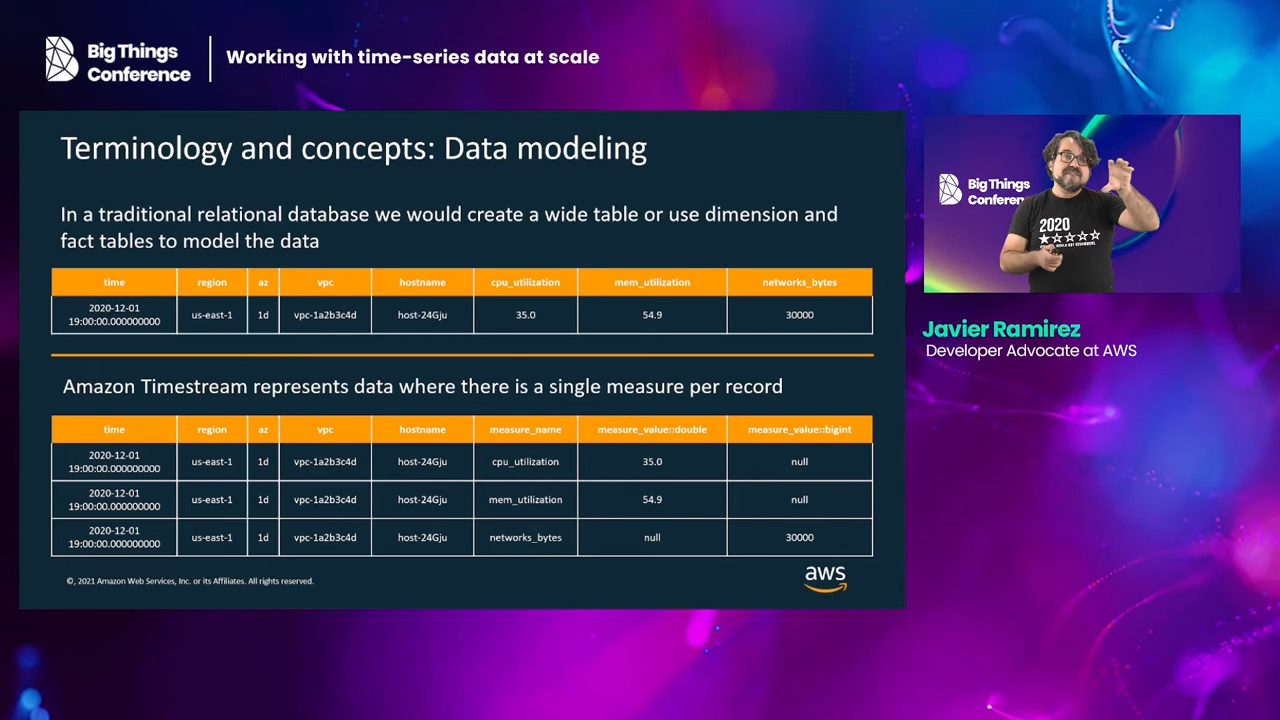 Big Things
Conference
Working with time-series data at scale
Terminology and concepts: Data modeling
In a traditional relational database we would create a wide table or use dimension and
fact tables to model the data
time region az vpc hostname cpu_utilization mem_utilization networks_bytes
2020-12-01
19:00:00.000000000 us-east-1 1d vpc-1a2b3c4d host-24Gju 35.0 54.9 30000
Amazon Timestream represents data where there is a single measure per record
time region az vpc hostname measure_name measure_value::double measure_value::bigint
2020-12-01
19:00:00.000000000 us-east-1 1d vpc-1a2b3c4d host-24Gju cpu_utilization 35.0 null
2020-12-01
19:00:00.000000000 us-east-1 1d vpc-1a2b3c4d host-24Gju mem_utilization 54.9 null
2020-12-01
19:00:00.000000000 us-east-1 1d vpc-1a2b3c4d host-24Gju networks_bytes null 30000
©, 2021 Amazon Web Services, Inc. or its Affiliates. All rights reserved.
aws
Big Things
Conferen
2020
Javier Ramirez
Developer Advocate at AWS